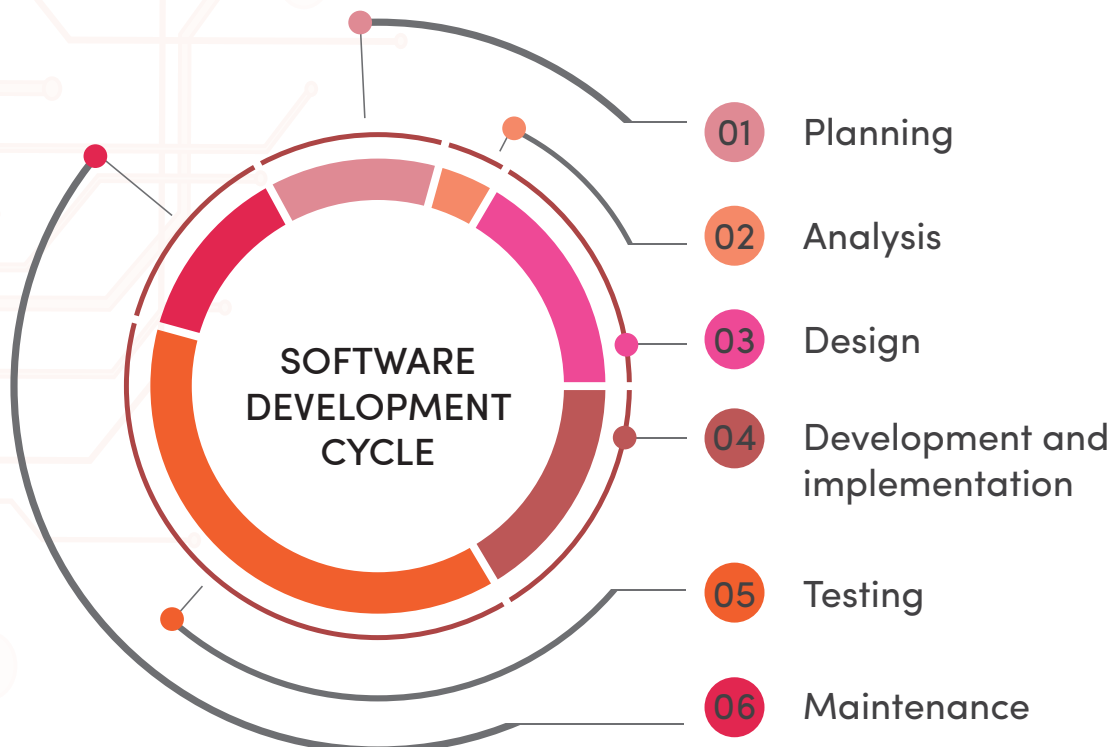 SOFTWARE
DEVELOPMENT
CYCLE
01 Planning
02 Analysis
03 Design
04 Development and
implementation
05 Testing
06 Maintenance